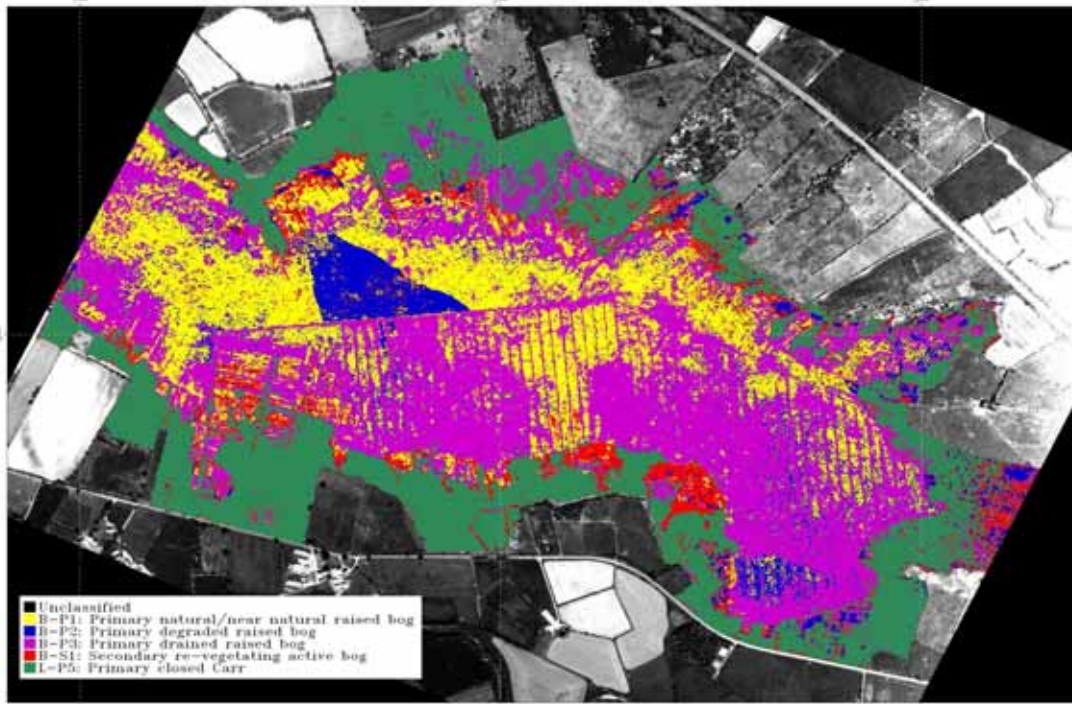 Unclassified
B-P1: Primary natural/near natural raised bog
B-P2: Primary degraded raised bog
B-P3: Primary drained raised bog
B-S1: Secondary re-vegetating active bog
L-P5: Primary closed Carr